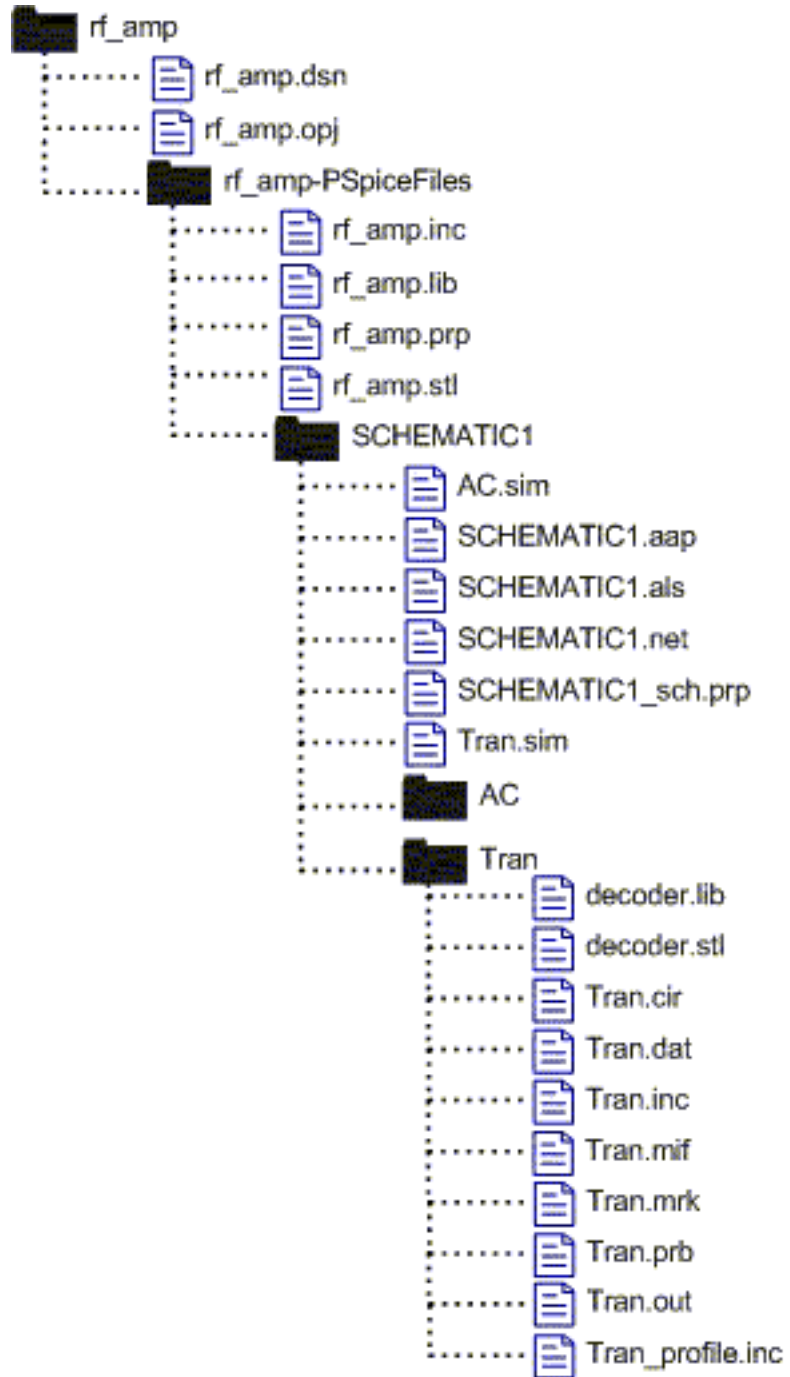 rf_amp
rf_amp.dsn
rf_amp.opj
rf_amp-PSpiceFiles
rf_amp.inc
rf_amp.lib
rf_amp.prp
rf_amp.stl
SCHEMATIC1
AC.sim
SCHEMATIC1.aap
SCHEMATIC1.als
SCHEMATIC1.net
SCHEMATIC1_sch.prp
Tran.sim
AC
Tran
decoder.lib
decoder.stl
Tran.cir
Tran.dat
Tran.inc
Tran.mif
Tran.mrk
Tran.prb
Tran.out
Tran_profile.inc